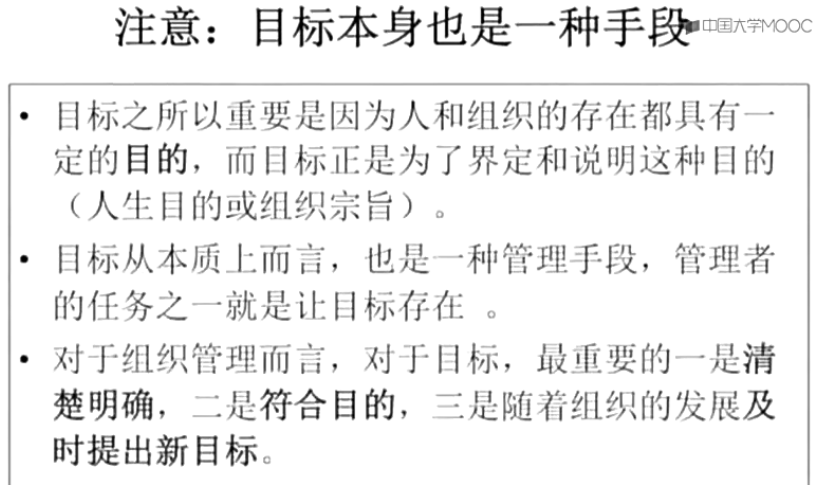 注意：目标本身也是一种手段
中国大学MOOC
• 目标之所以重要是因为人和组织的存在都具有一
定的目的，而目标正是为了界定和说明这种目的
（人生目的或组织宗旨）。
• 目标从本质上而言，也是一种管理手段，管理者
的任务之一就是让目标存在 。
• 对于组织管理而言，对于目标，最重要的一是清
楚明确，二是符合目的，三是随着组织的发展及
时提出新目标。